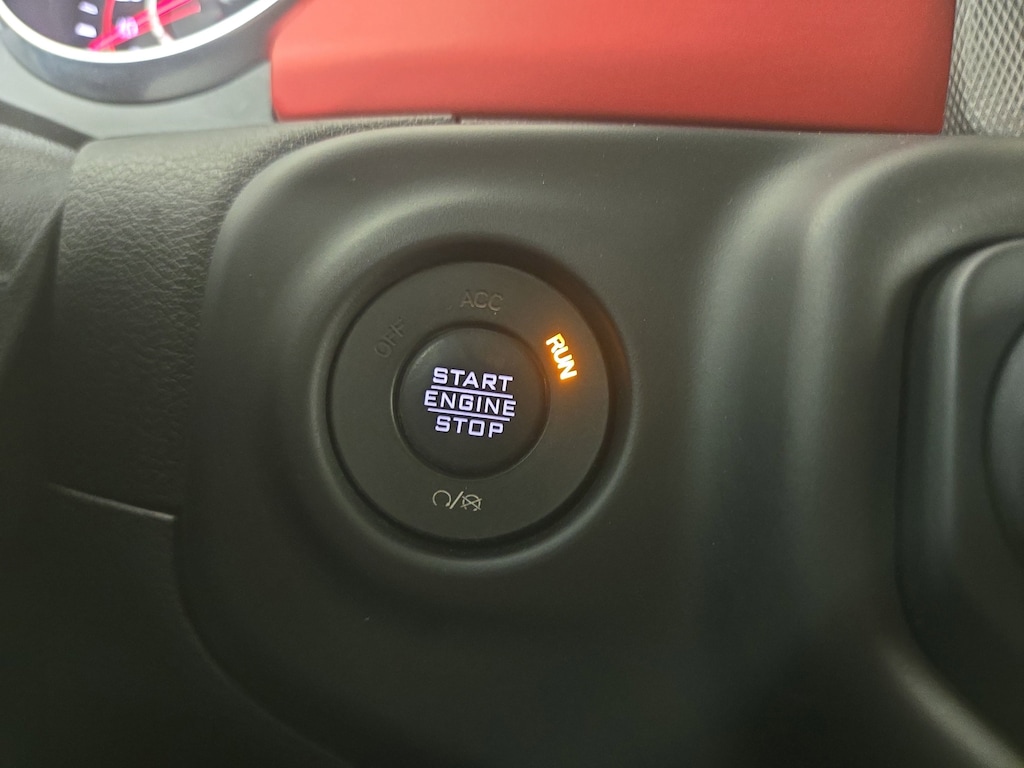 ACC
OFF
RUN
START
ENGINE
STOP